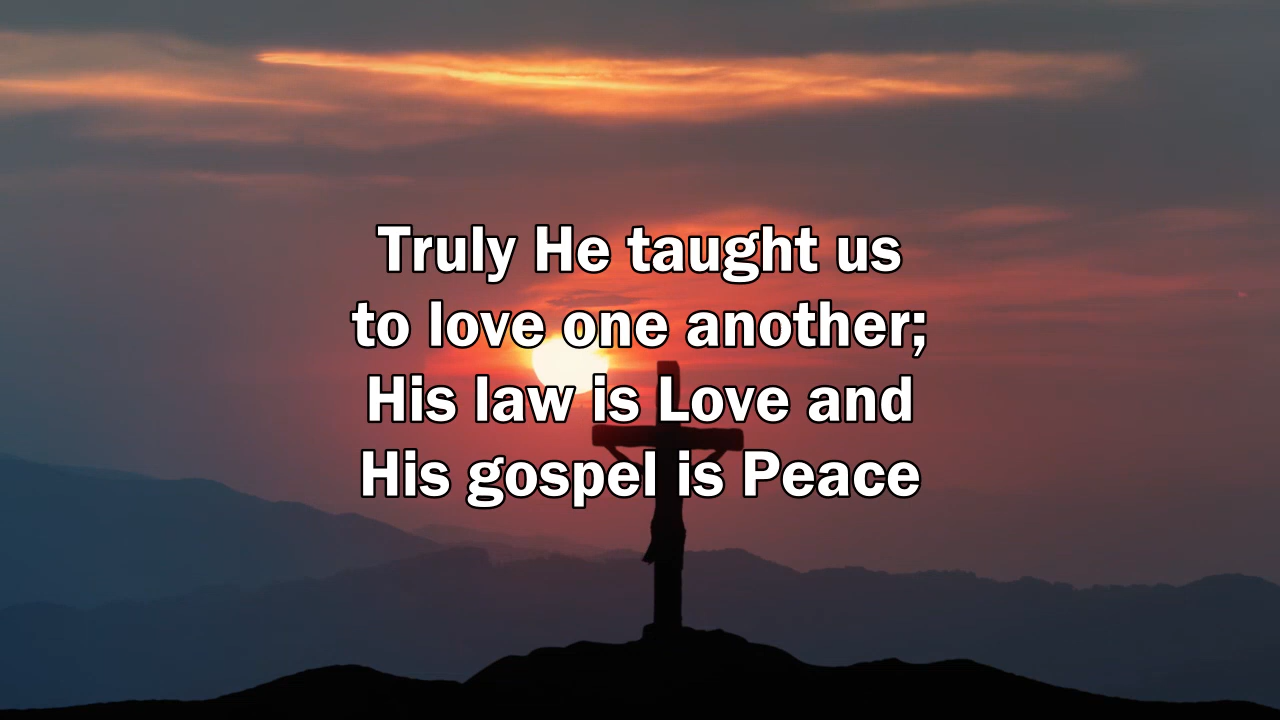 Truly He taught us
to love one another;
His law is Love and
His gospel is Peace